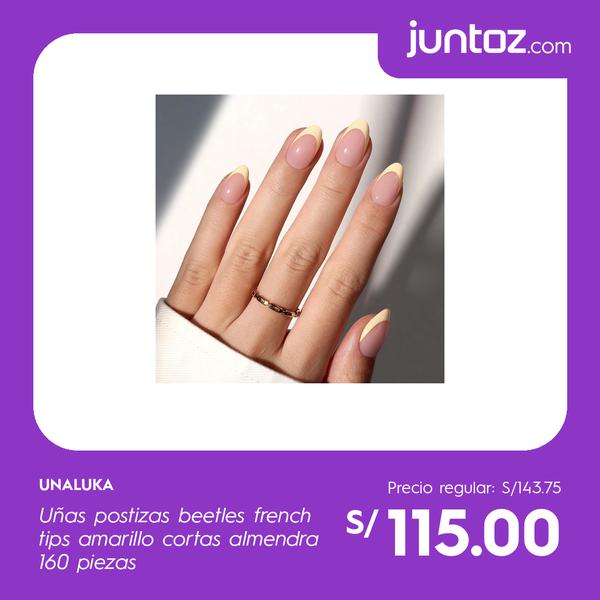 juntoz.com
UNALUKA
Uñas postizas beetles french
tips amarillo cortas almendra
160 piezas
Precio regular: S/143.75
S/115.00